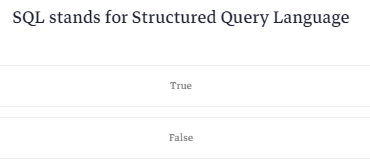 SQL stands for Structured Query Language
True
False